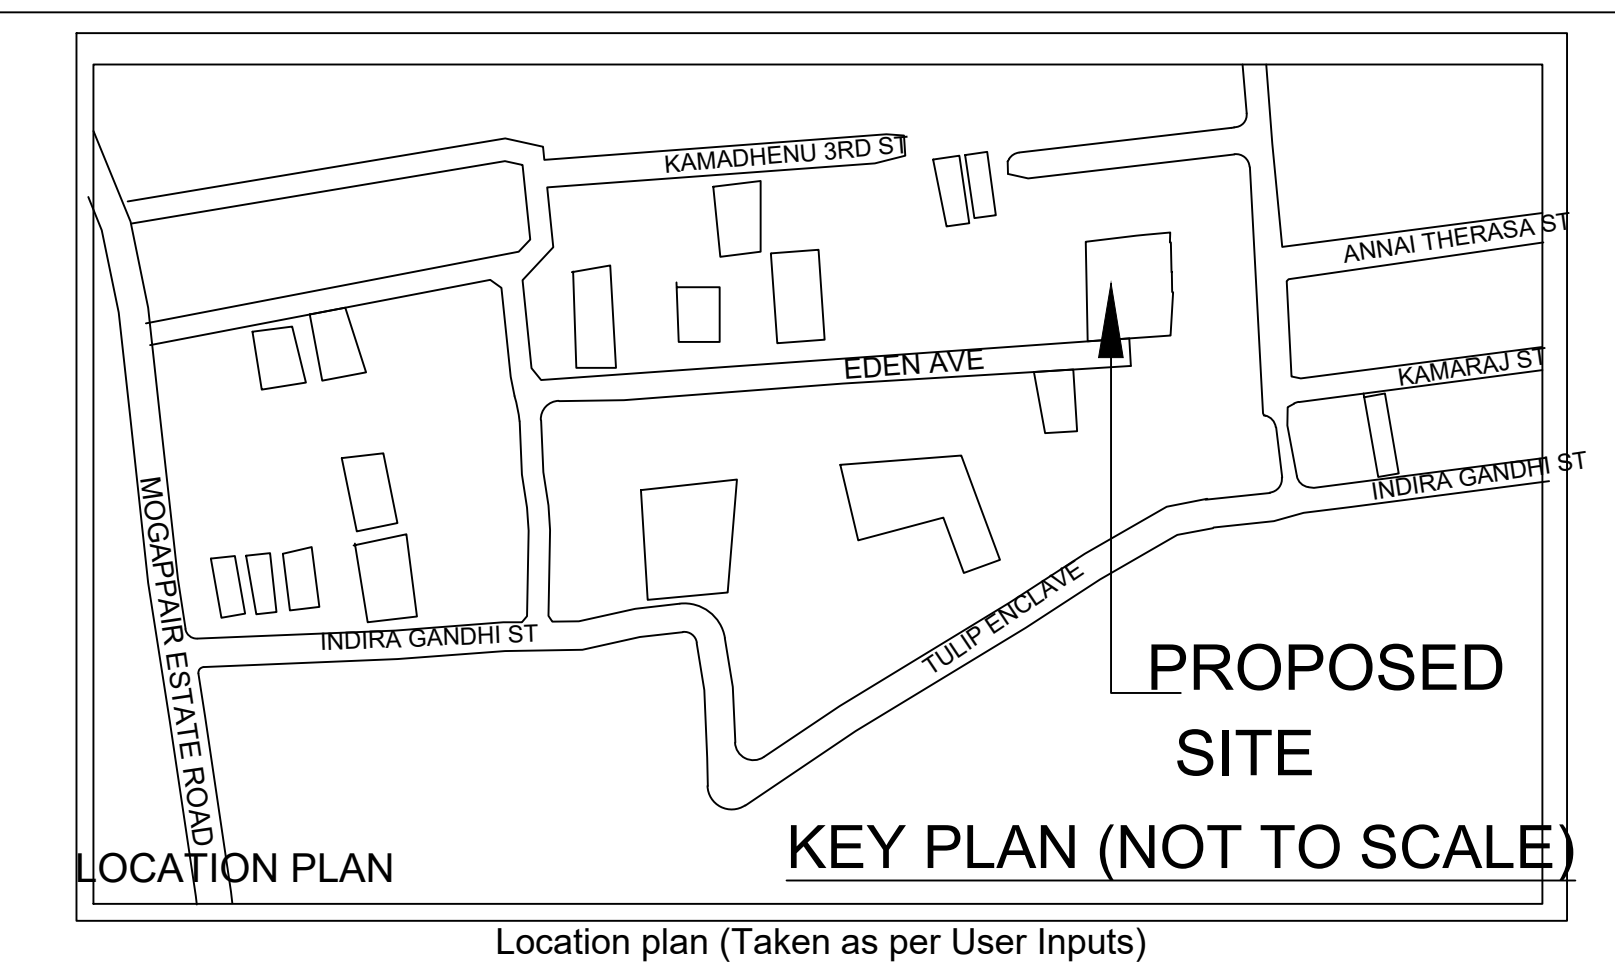 KAMADHENU 3RD ST
ANNAI THERASA ST
EDEN AVE
KAMARAJ ST
INDIRA GANDHI ST
MOGAPPAIR ESTATE ROAD
INDIRA GANDHI ST
TULIP ENCLAVE
PROPOSED
SITE
KEY PLAN (NOT TO SCALE)
LOCATION PLAN
Location plan (Taken as per User Inputs)